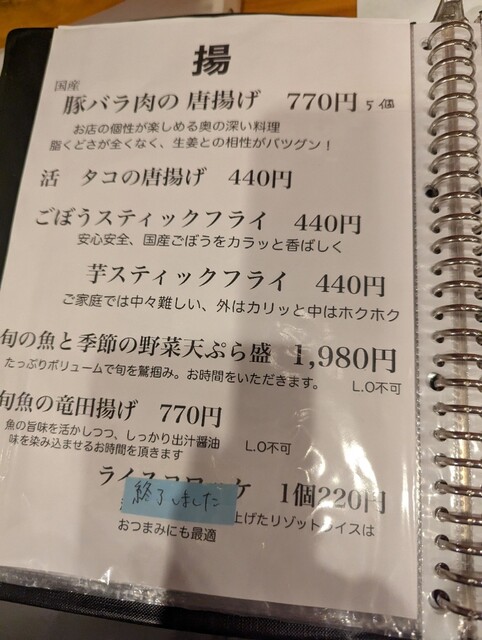 揚
国産
豚バラ肉の 唐揚げ 770円 5個
お店の個性が楽しめる奥の深い料理
脂くどさが全くなく、生姜との相性がバツグン！
活 タコの唐揚げ 440円
ごぼうスティックフライ 440円
安心安全、国産ごぼうをカラッと香ばしく
芋スティックフライ 440円
ご家庭では中々難しい、外はカリッと中はホクホク
旬の魚と季節の野菜天ぷら盛 1,980円
たっぷりボリュームで旬を鷲掴み。お時間をいただきます。 L.O不可
旬魚の竜田揚げ 770円
魚の旨味を活かしつつ、しっかり出汁醤油 L.O不可
味を染み込ませるお時間を頂きます
ライスコロッケ 1個220円
終了しました
上げたリゾットライスは
おつまみにも最適